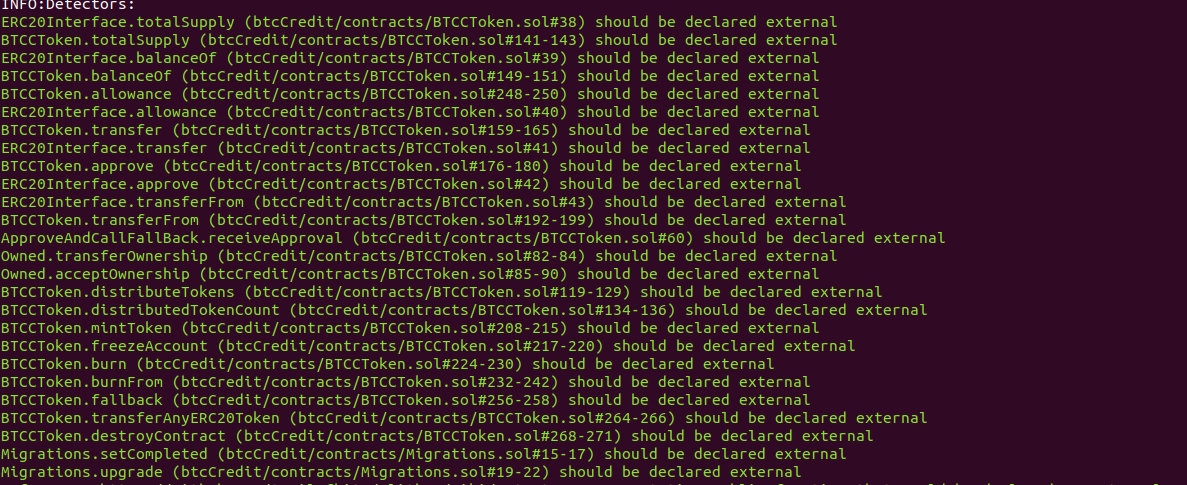 INFO:Detectors:
ERC20Interface.totalSupply (btcCredit/contracts/BTCCToken.sol#38) should be declared external
BTCCToken.totalSupply (btcCredit/contracts/BTCCToken.sol#141-143) should be declared external
ERC20Interface.balanceOf (btcCredit/contracts/BTCCToken.sol#39) should be declared external
BTCCToken.balanceOf (btcCredit/contracts/BTCCToken.sol#149-151) should be declared external
BTCCToken.allowance (btcCredit/contracts/BTCCToken.sol#248-250) should be declared external
ERC20Interface.allowance (btcCredit/contracts/BTCCToken.sol#40) should be declared external
BTCCToken.transfer (btcCredit/contracts/BTCCToken.sol#159-165) should be declared external
ERC20Interface.transfer (btcCredit/contracts/BTCCToken.sol#41) should be declared external
BTCCToken.approve (btcCredit/contracts/BTCCToken.sol#176-180) should be declared external
ERC20Interface.approve (btcCredit/contracts/BTCCToken.sol#42) should be declared external
ERC20Interface.transferFrom (btcCredit/contracts/BTCCToken.sol#43) should be declared external
BTCCToken.transferFrom (btcCredit/contracts/BTCCToken.sol#192-199) should be declared external
ApproveAndCallFallBack.receiveApproval (btcCredit/contracts/BTCCToken.sol#60) should be declared external
Owned.transferOwnership (btcCredit/contracts/BTCCToken.sol#82-84) should be declared external
Owned.acceptOwnership (btcCredit/contracts/BTCCToken.sol#85-90) should be declared external
BTCCToken.distributeTokens (btcCredit/contracts/BTCCToken.sol#119-129) should be declared external
BTCCToken.distributedTokenCount (btcCredit/contracts/BTCCToken.sol#134-136) should be declared external
BTCCToken.mintToken (btcCredit/contracts/BTCCToken.sol#208-215) should be declared external
BTCCToken.freezeAccount (btcCredit/contracts/BTCCToken.sol#217-220) should be declared external
BTCCToken.burn (btcCredit/contracts/BTCCToken.sol#224-230) should be declared external
BTCCToken.burnFrom (btcCredit/contracts/BTCCToken.sol#232-242) should be declared external
BTCCToken.fallback (btcCredit/contracts/BTCCToken.sol#256-258) should be declared external
BTCCToken.transferAnyERC20Token (btcCredit/contracts/BTCCToken.sol#264-266) should be declared external
BTCCToken.destroyContract (btcCredit/contracts/BTCCToken.sol#268-271) should be declared external
Migrations.setCompleted (btcCredit/contracts/Migrations.sol#15-17) should be declared external
Migrations.upgrade (btcCredit/contracts/Migrations.sol#19-22) should be declared external